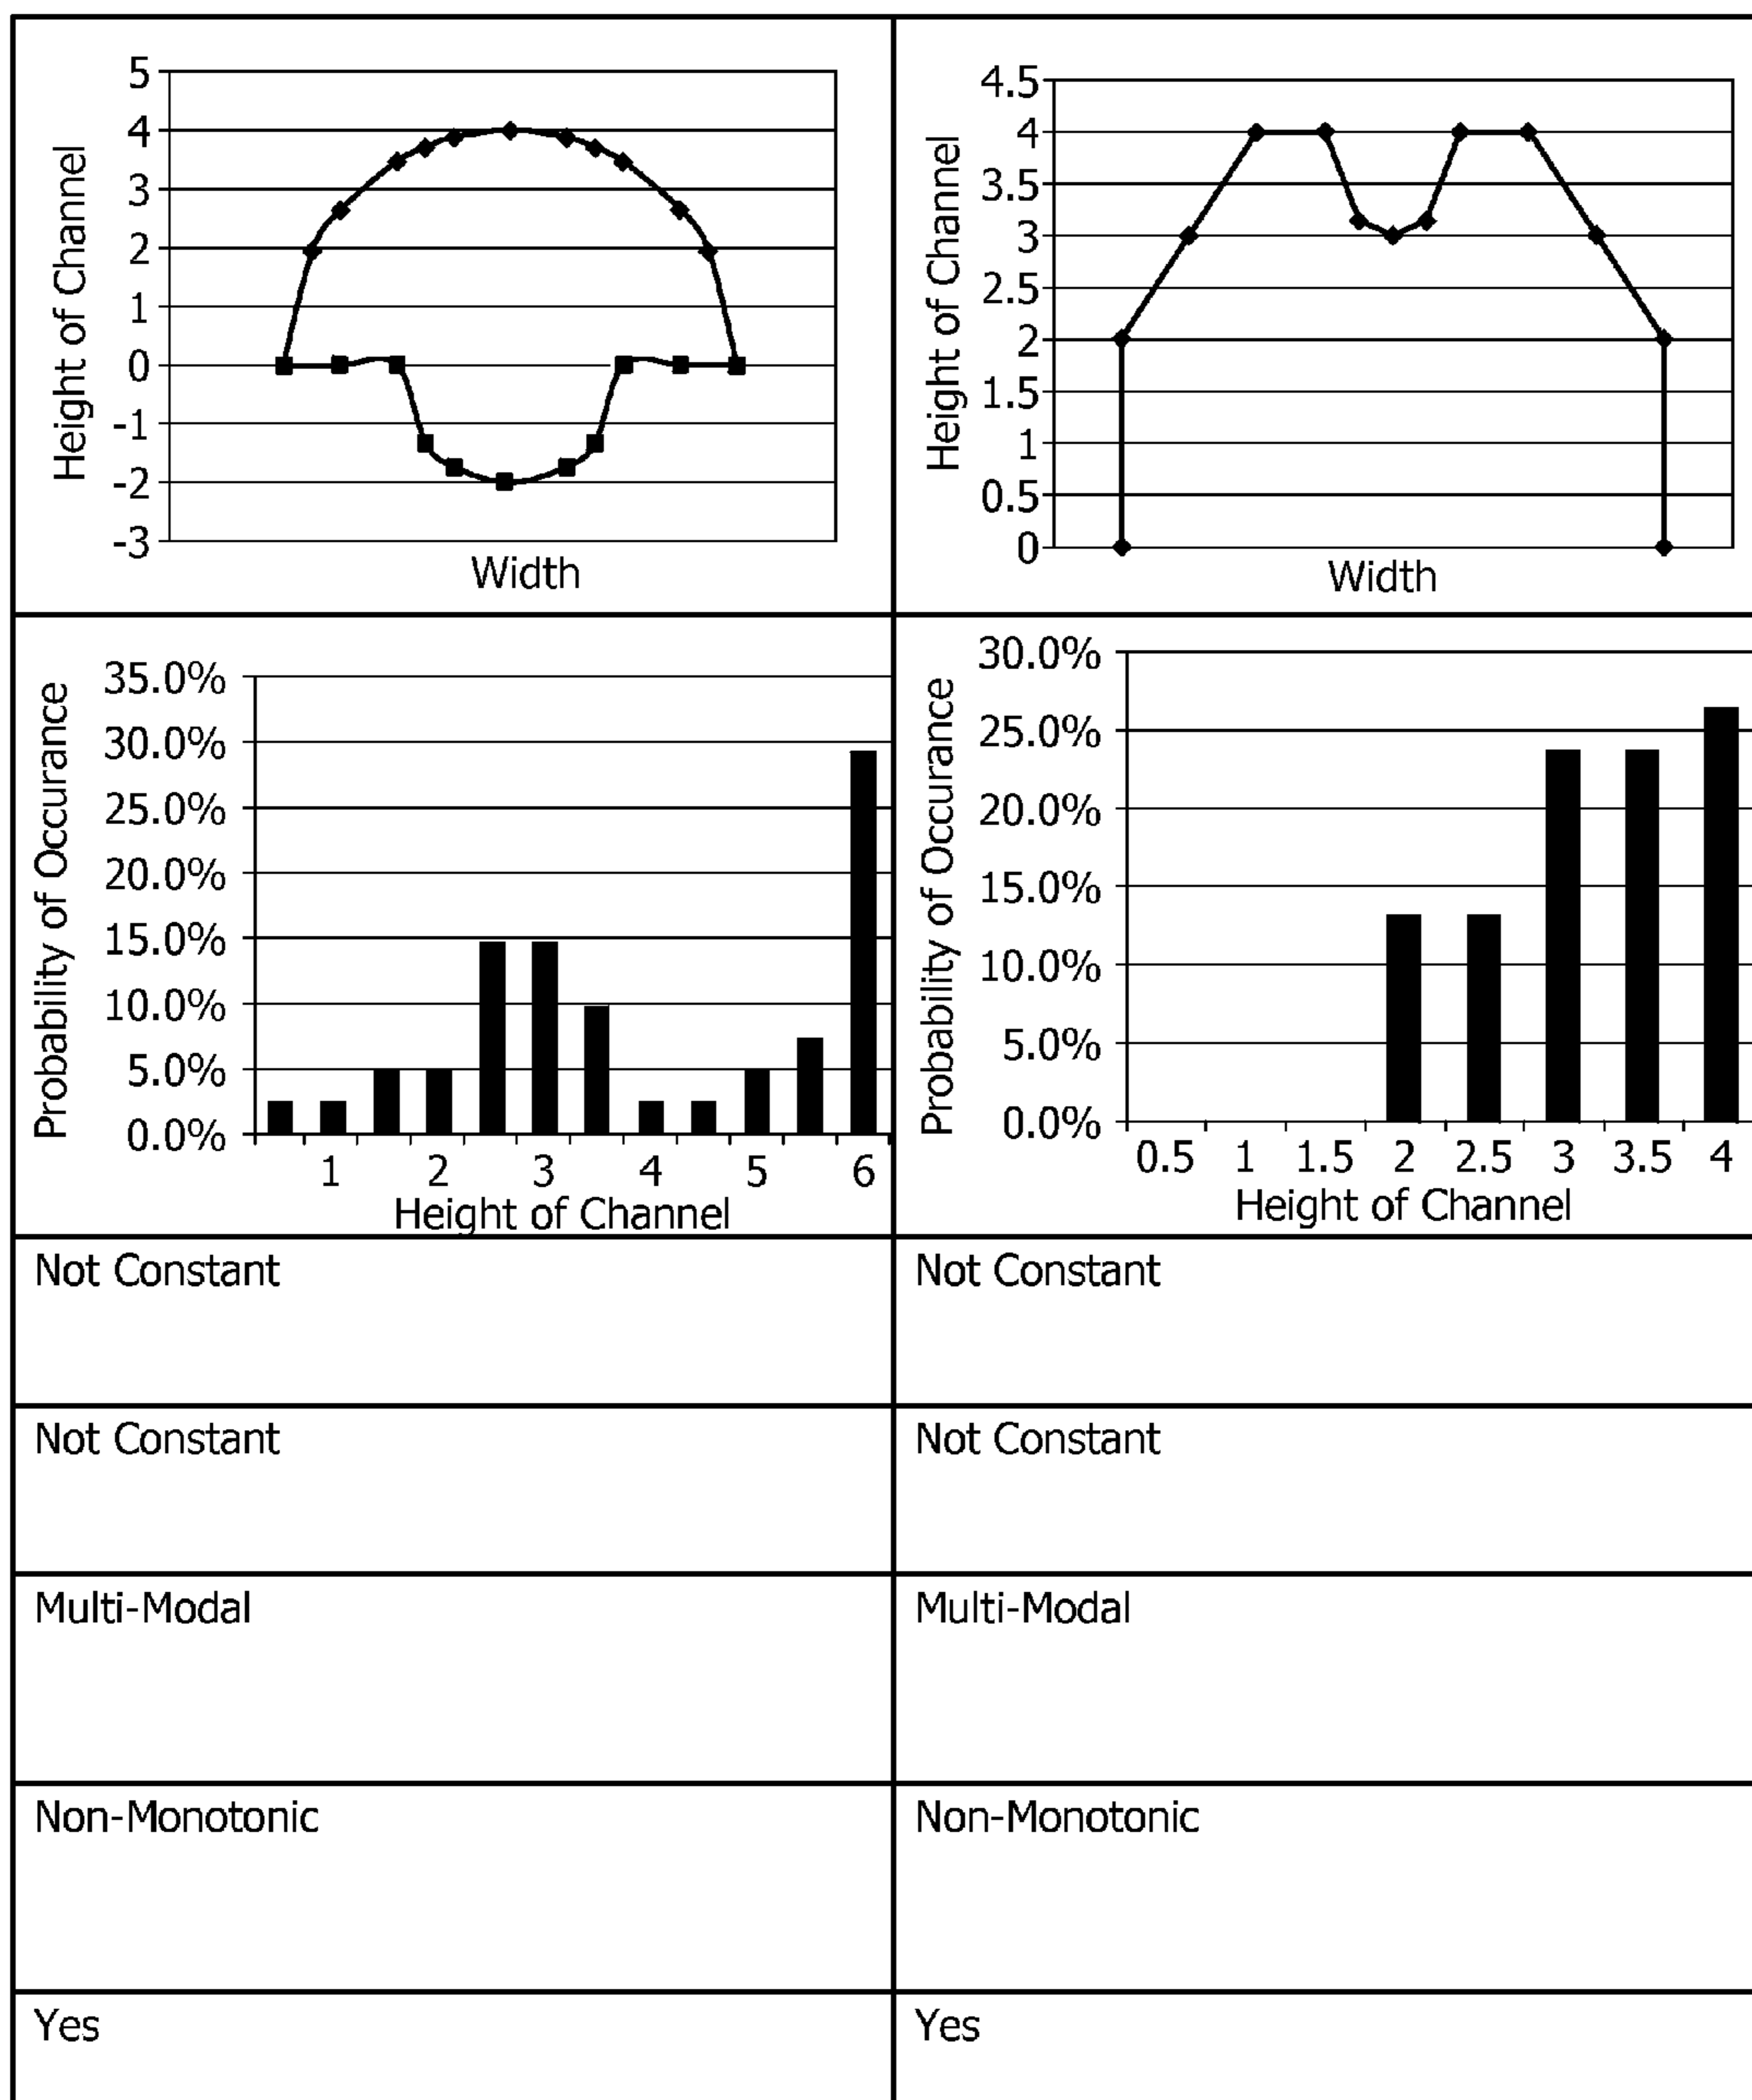 5
4
3
2
1
0
-1
-2
-3
Height of Channel
Width
4.5
4
3.5
3
2.5
2
1.5
1
0.5
0
Height of Channel
Width
35.0%
30.0%
25.0%
20.0%
15.0%
10.0%
5.0%
0.0%
Probability of Occurance
1 2 3 4 5 6
Height of Channel
30.0%
25.0%
20.0%
15.0%
10.0%
5.0%
0.0%
Probability of Occurance
0.5 1 1.5 2 2.5 3 3.5 4
Height of Channel
Not Constant
Not Constant
Not Constant
Not Constant
Multi-Modal
Multi-Modal
Non-Monotonic
Non-Monotonic
Yes
Yes